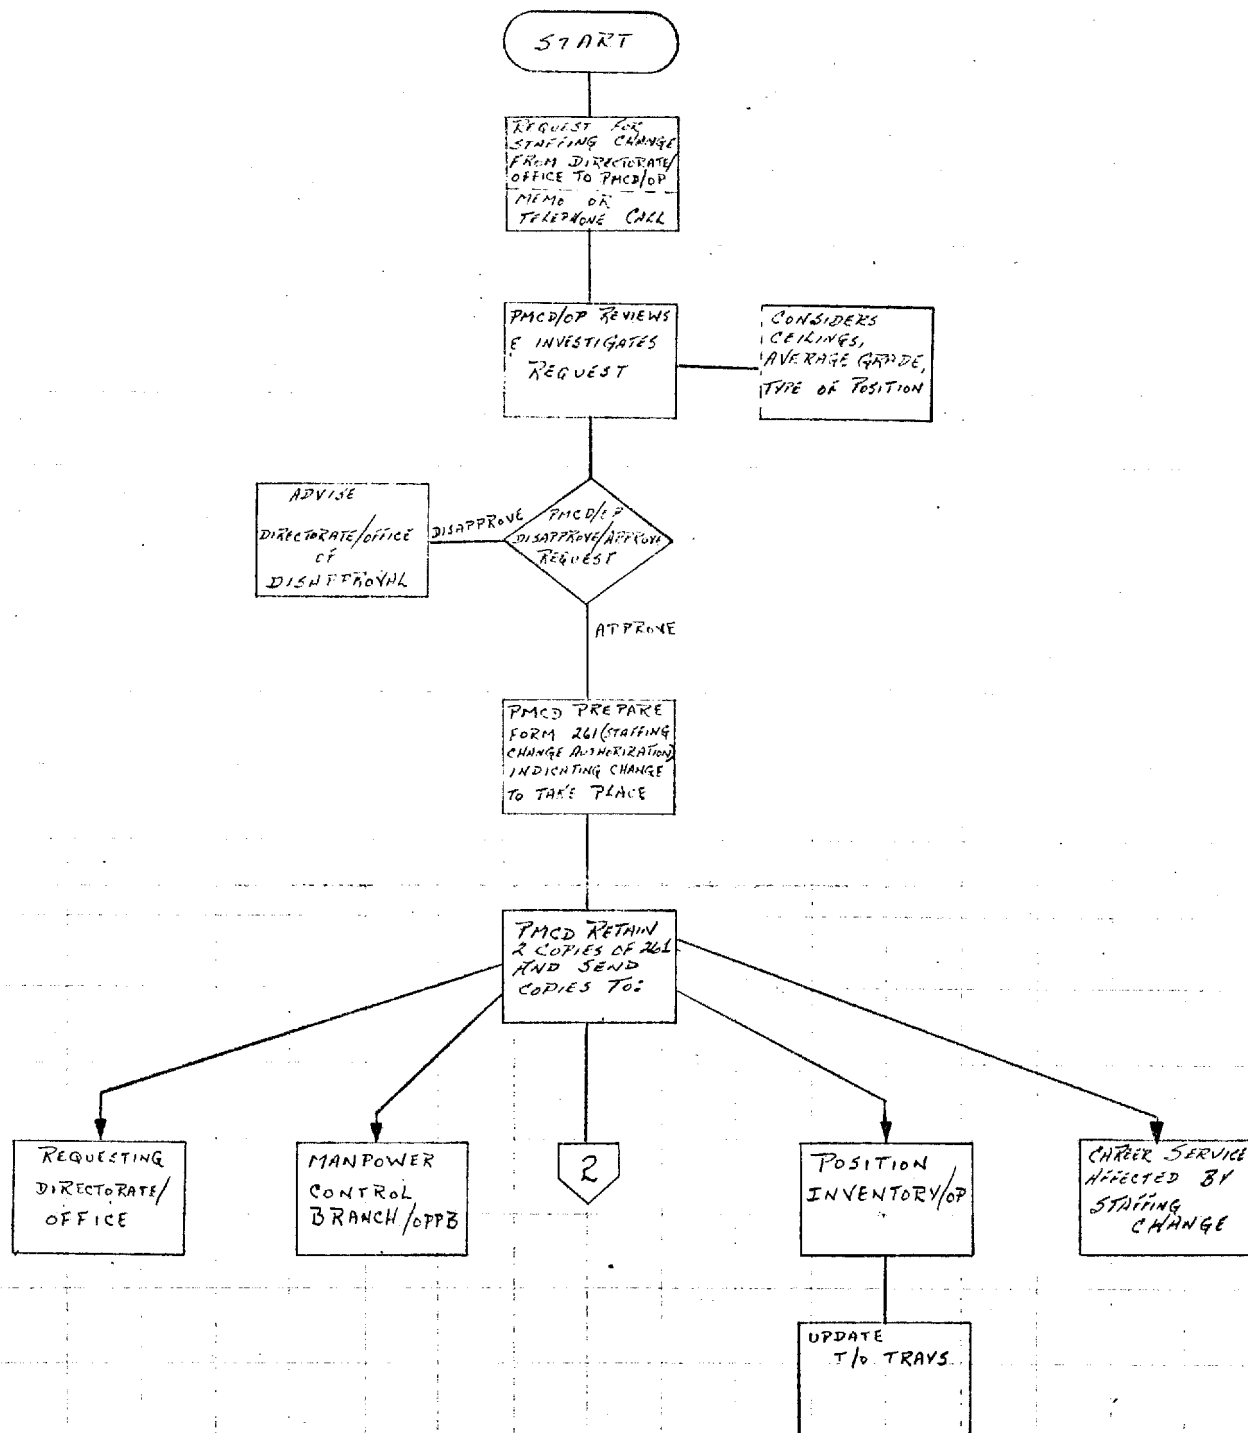 START
REQUEST FOR
STAFFING CHANGE
FROM DIRECTORATE/
OFFICE TO PMCD/OP
MEMO OR
TELEPHONE CALL
PMCD/OP REVIEWS
& INVESTIGATES
REQUEST
CONSIDERS
CEILINGS,
AVERAGE GRADE,
TYPE OF POSITION
ADVISE
DIRECTORATE/OFFICE
OF
DISAPPROVAL
DISAPPROVE
PMCD/OP
DISAPPROVE/APPROVE
REQUEST
APPROVE
PMCD PREPARE
FORM 261 (STAFFING
CHANGE AUTHORIZATION)
INDICATING CHANGE
TO TAKE PLACE
PMCD RETAIN
2 COPIES OF 261
AND SEND
COPIES TO:
REQUESTING
DIRECTORATE/
OFFICE
MANPOWER
CONTROL
BRANCH/OPPB
2
POSITION
INVENTORY/OP
CAREER SERVICE
AFFECTED BY
STAFFING
CHANGE
UPDATE
T/O TRAYS